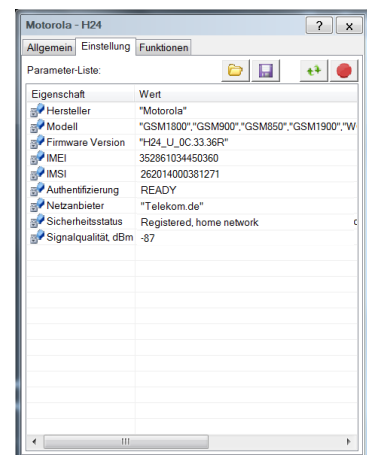 Motorola - H24
? x
Allgemein Einstellung Funktionen
Parameter-Liste:
Eigenschaft Wert
Hersteller "Motorola"
Modell "GSM1800","GSM900","GSM850","GSM1900","W
Firmware Version "H24_U_0C.33.36R"
IMEI 352861034450360
IMSI 262014000381271
Authentifizierung READY
Netzanbieter "Telekom.de"
Sicherheitsstatus Registered, home network
Signalqualität, dBm -87